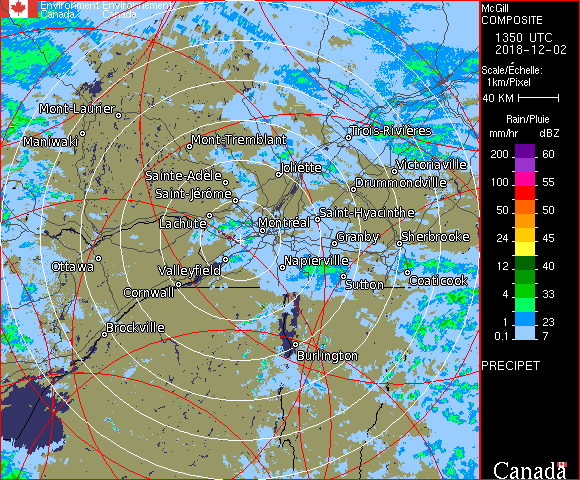 Environment Environnement
Canada Canada
McGill
COMPOSITE
1350 UTC
2018-12-02
Scale/Échelle:
1km/Pixel
40 KM
Rain/Pluie
mm/hr dBZ
200 60
150 57
100 55
50 50
24 45
12 40
4 33
1 23
0.1 7
PRECIPET
Canada
Mont-Laurier
Maniwaki
Mont-Tremblant
Trois-Rivières
Sainte-Adèle
Joliette
Victoriaville
Saint-Jérôme
Drummondville
Lachute
Montréal
Saint-Hyacinthe
Granby
Sherbrooke
Ottawa
Valleyfield
Napierville
Cornwall
Sutton
Coaticook
Brockville
Burlington